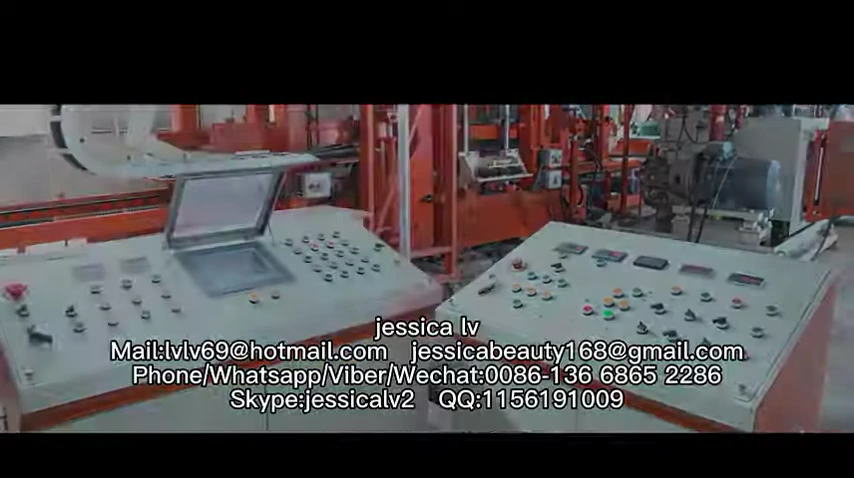 jessica lv
Mail:lvlv69@hotmail.com jessicabeauty168@gmail.com
Phone/Whatsapp/Viber/Wechat:0086-136 6865 2286
Skype:jessicalv2 QQ:1156191009